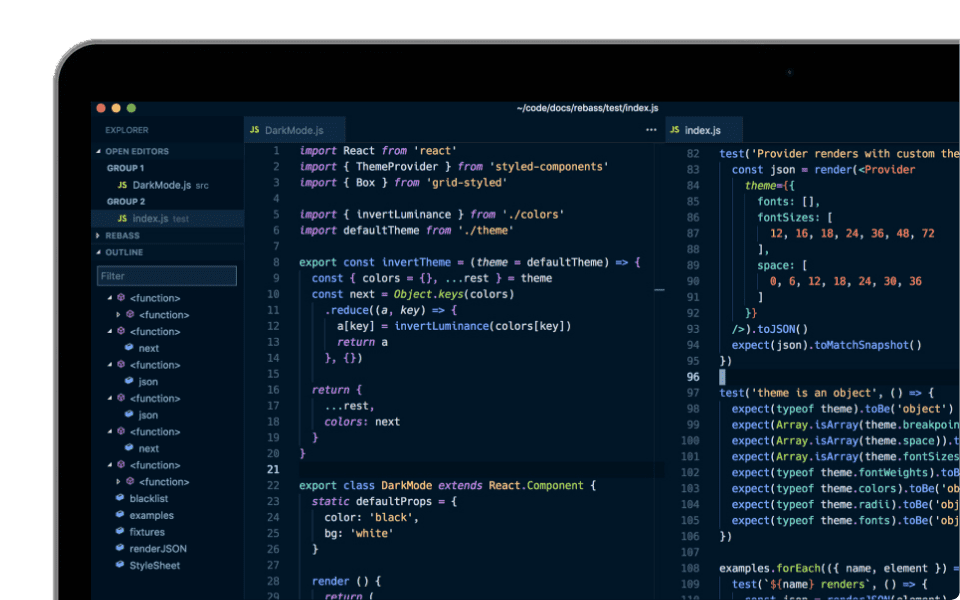 ~/code/docs/rebass/test/index.js
EXPLORER
OPEN EDITORS
GROUP 1
JS DarkMode.js src
GROUP 2
JS index.js test
REBASS
OUTLINE
Filter
<function>
<function>
<function>
next
<function>
json
<function>
json
<function>
next
<function>
<function>
blacklist
examples
fixtures
renderJSON
StyleSheet
JS DarkMode.js ...
1 import React from 'react'
2 import { ThemeProvider } from 'styled-components'
3 import { Box } from 'grid-styled'
4
5 import { invertLuminance } from './colors'
6 import defaultTheme from './theme'
7
8 export const invertTheme = (theme = defaultTheme) => {
9 const { colors = {}, ...rest } = theme
10 const next = Object.keys(colors)
11 .reduce((a, key) => {
12 a[key] = invertLuminance(colors[key])
13 return a
14 }, {})
15
16 return {
17 ...rest,
18 colors: next
19 }
20 }
21
22 export class DarkMode extends React.Component {
23 static defaultProps = {
24 color: 'black',
25 bg: 'white'
26 }
27
28 render () {
29 return (
JS index.js
82 test('Provider renders with custom the
83 const json = render(<Provider
84 theme={{
85 fonts: [],
86 fontSizes: [
87 12, 16, 18, 24, 36, 48, 72
88 ],
89 space: [
90 0, 6, 12, 18, 24, 30, 36
91 ]
92 }}
93 />).toJSON()
94 expect(json).toMatchSnapshot()
95 })
96
97 test('theme is an object', () => {
98 expect(typeof theme).toBe('object')
99 expect(Array.isArray(theme.breakpoin
100 expect(Array.isArray(theme.space)).t
101 expect(Array.isArray(theme.fontSizes
102 expect(typeof theme.fontWeights).toB
103 expect(typeof theme.colors).toBe('ob
104 expect(typeof theme.radii).toBe('obj
105 expect(typeof theme.fonts).toBe('obj
106 })
107
108 examples.forEach(({ name, element }) =
109 test(`${name} renders`, () => {
110 const json = renderJSON(element)